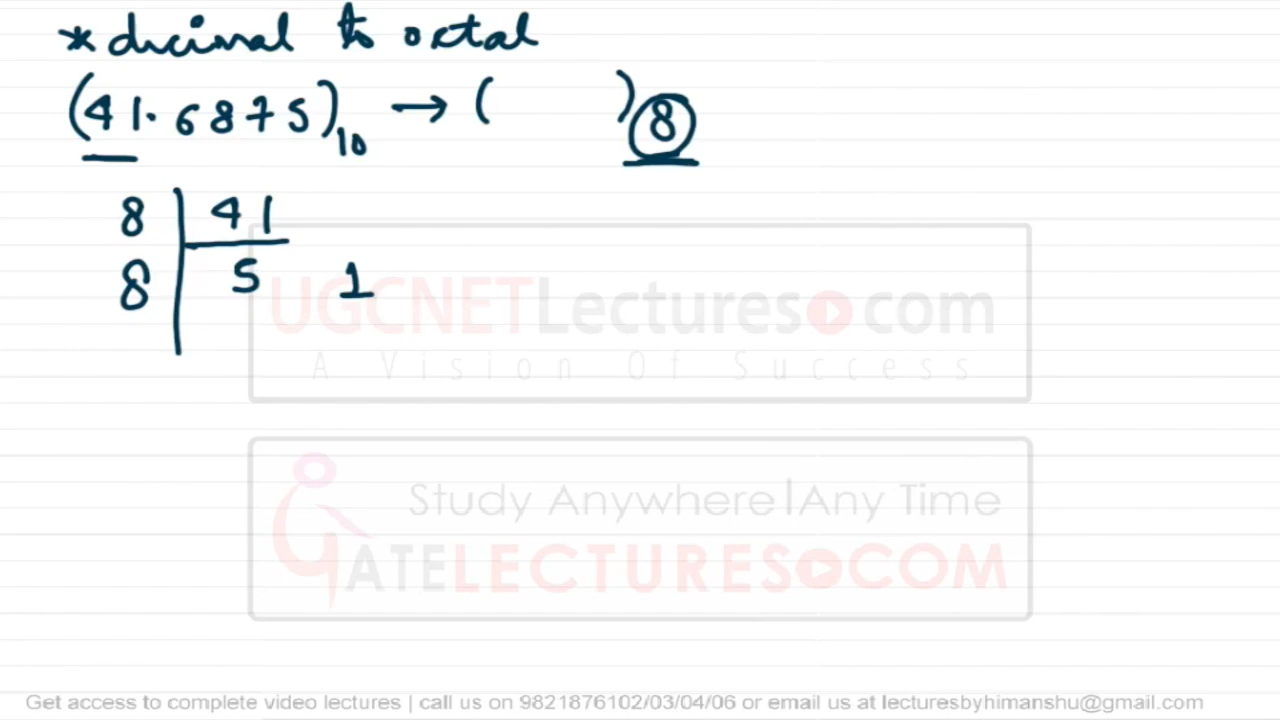 * decimal to octal
(41.6875)10 → ( )8
8 | 41
8 | 5 1
UGCNETLectures.com
A Vision Of Success
Study Anywhere|Any Time
GATELECTURES.COM
Get access to complete video lectures | call us on 9821876102/03/04/06 or email us at lecturesbyhimanshu@gmail.com